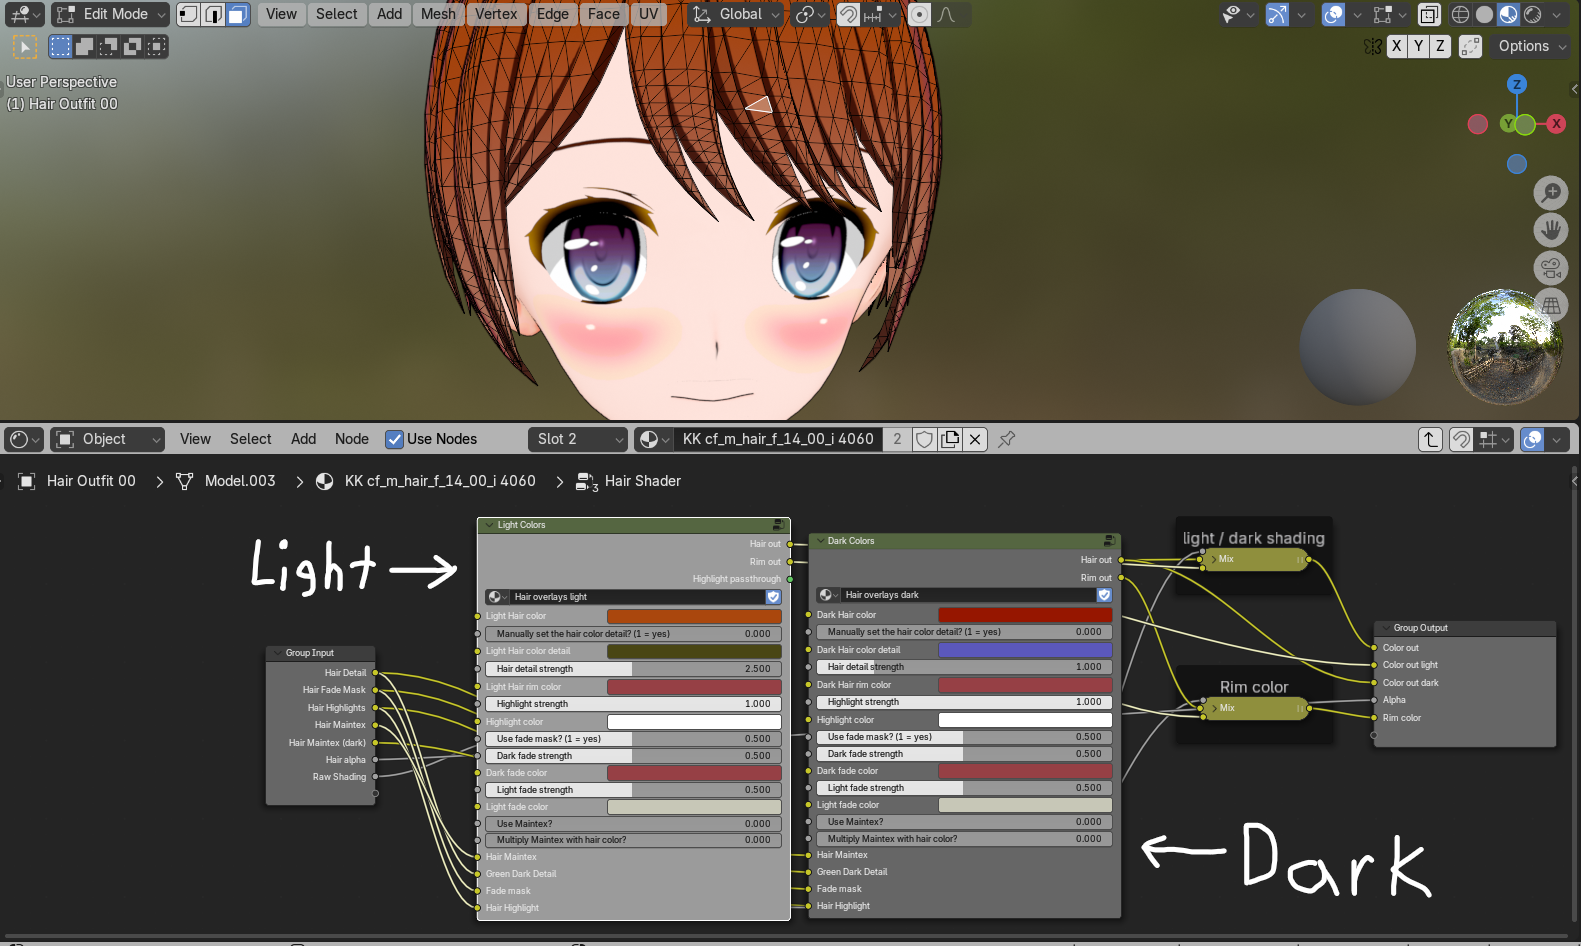 Edit Mode View Select Add Mesh Vertex Edge Face UV Global
X Y Z Options
User Perspective
(1) Hair Outfit 00
Z
Y X
Object View Select Add Node Use Nodes Slot 2 KK cf_m_hair_f_14_00_i 4060 2
Hair Outfit 00 > Model.003 > KK cf_m_hair_f_14_00_i 4060 > 3 Hair Shader
Light
Group Input
Hair Detail
Hair Fade Mask
Hair Highlights
Hair Maintex
Hair Maintex (dark)
Hair alpha
Raw Shading
Light Colors
Hair out
Rim out
Highlight passthrough
Hair overlays light
Light Hair color
Manually set the hair color detail? (1 = yes) 0.000
Light Hair color detail
Hair detail strength 2.500
Light Hair rim color
Highlight strength 1.000
Highlight color
Use fade mask? (1 = yes) 0.500
Dark fade strength 0.500
Dark fade color
Light fade strength 0.500
Light fade color
Use Maintex? 0.000
Multiply Maintex with hair color? 0.000
Hair Maintex
Green Dark Detail
Fade mask
Hair Highlight
Dark Colors
Hair out
Rim out
Hair overlays dark
Dark Hair color
Manually set the hair color detail? (1 = yes) 0.000
Dark Hair color detail
Hair detail strength 1.000
Dark Hair rim color
Highlight strength 1.000
Highlight color
Use fade mask? (1 = yes) 0.500
Dark fade strength 0.500
Dark fade color
Light fade strength 0.500
Light fade color
Use Maintex? 0.000
Multiply Maintex with hair color? 0.000
Hair Maintex
Green Dark Detail
Fade mask
Hair Highlight
light / dark shading
Mix
Rim color
Mix
Group Output
Color out
Color out light
Color out dark
Alpha
Rim color
Dark